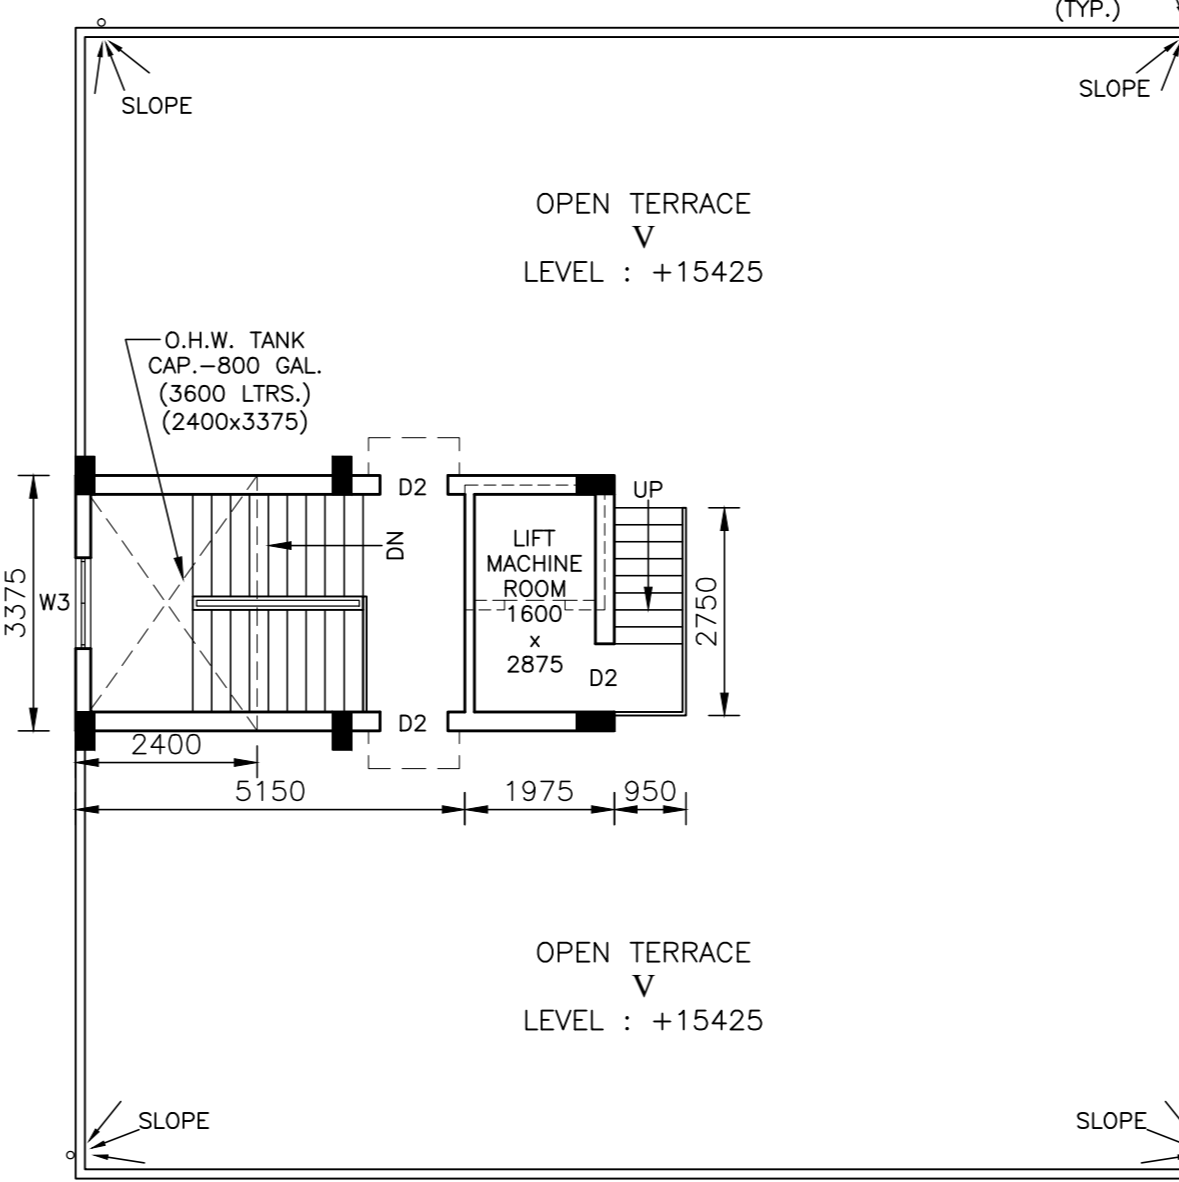 (TYP.)
SLOPE
SLOPE
OPEN TERRACE
V
LEVEL : +15425
O.H.W. TANK
CAP.-800 GAL.
(3600 LTRS.)
(2400x3375)
D2
UP
DN
LIFT
MACHINE
ROOM
1600
x
2875
3375
W3
2750
D2
D2
2400
5150
1975
950
OPEN TERRACE
V
LEVEL : +15425
SLOPE
SLOPE